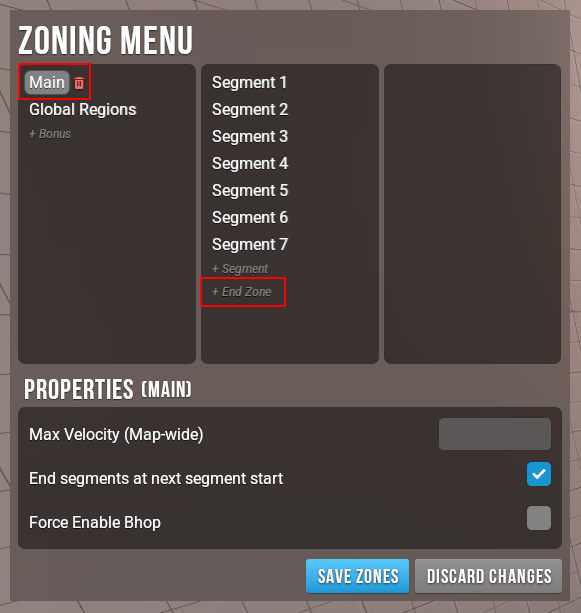 ZONING MENU
Main
Global Regions
+ Bonus
Segment 1
Segment 2
Segment 3
Segment 4
Segment 5
Segment 6
Segment 7
+ Segment
+ End Zone
PROPERTIES (MAIN)
Max Velocity (Map-wide)
End segments at next segment start
Force Enable Bhop
SAVE ZONES DISCARD CHANGES